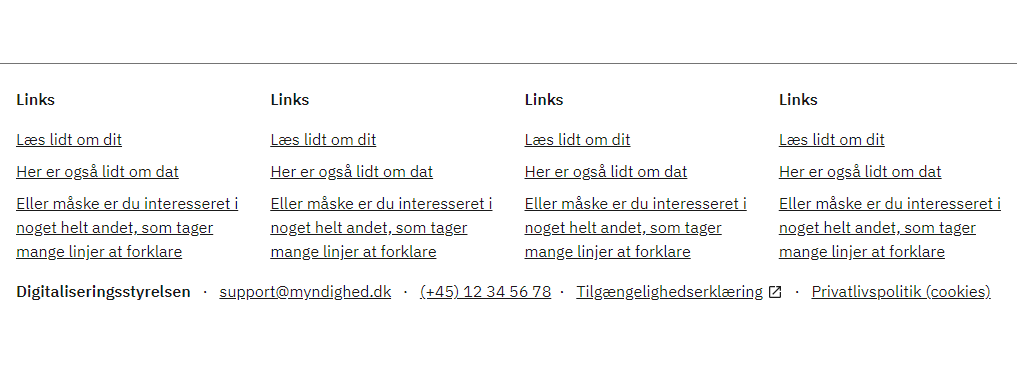 Links
Læs lidt om dit
Her er også lidt om dat
Eller måske er du interesseret i
noget helt andet, som tager
mange linjer at forklare
Links
Læs lidt om dit
Her er også lidt om dat
Eller måske er du interesseret i
noget helt andet, som tager
mange linjer at forklare
Links
Læs lidt om dit
Her er også lidt om dat
Eller måske er du interesseret i
noget helt andet, som tager
mange linjer at forklare
Links
Læs lidt om dit
Her er også lidt om dat
Eller måske er du interesseret i
noget helt andet, som tager
mange linjer at forklare
Digitaliseringsstyrelsen · support@myndighed.dk · (+45) 12 34 56 78 · Tilgængelighedserklæring · Privatlivspolitik (cookies)